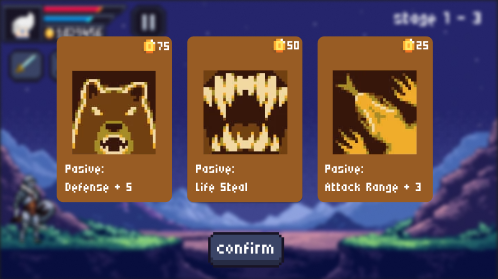 stage 1 - 3
75
50
25
Pasive:
Defense + 5
Pasive:
Life Steal
Pasive:
Attack Range + 3
confirm